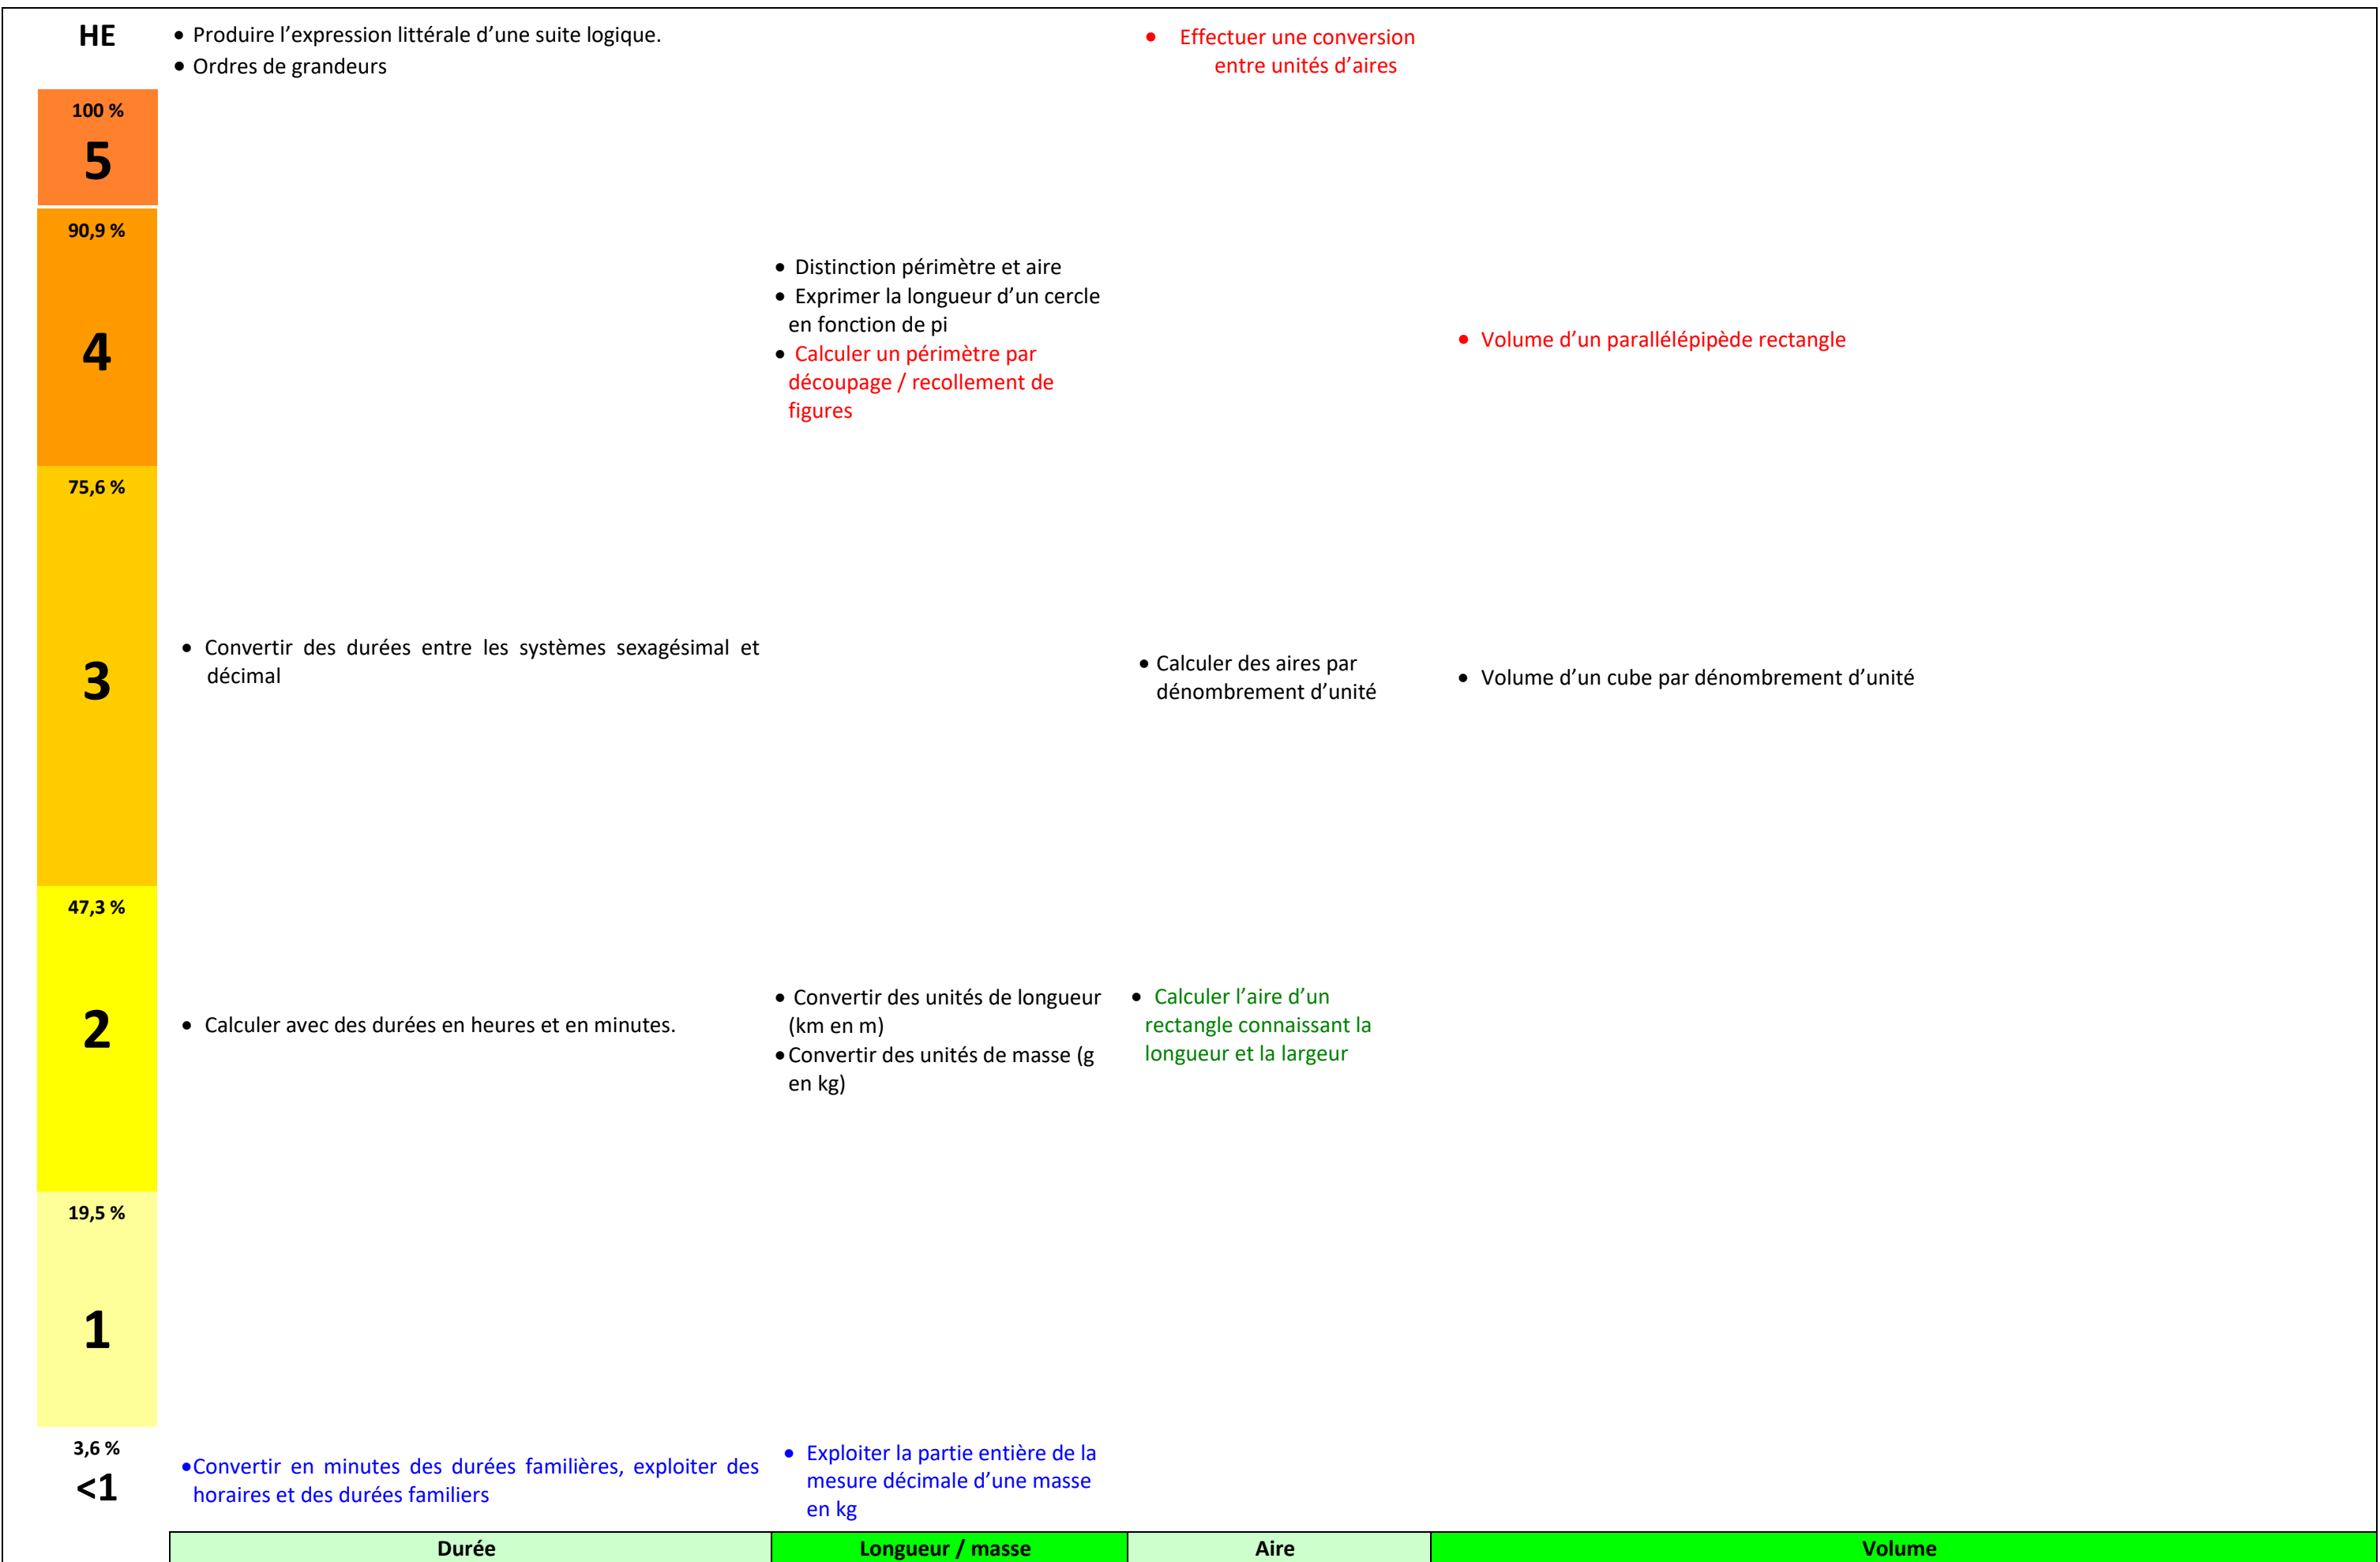 HE
• Produire l’expression littérale d’une suite logique.
• Ordres de grandeurs
• Effectuer une conversion
entre unités d’aires
100 %
5
90,9 %
4
• Distinction périmètre et aire
• Exprimer la longueur d’un cercle
en fonction de pi
• Calculer un périmètre par
découpage / recollement de
figures
• Volume d’un parallélépipède rectangle
75,6 %
3
• Convertir des durées entre les systèmes sexagésimal et
décimal
• Calculer des aires par
dénombrement d’unité
• Volume d’un cube par dénombrement d’unité
47,3 %
2
• Calculer avec des durées en heures et en minutes.
• Convertir des unités de longueur
(km en m)
• Convertir des unités de masse (g
en kg)
• Calculer l’aire d’un
rectangle connaissant la
longueur et la largeur
19,5 %
1
3,6 %
<1
• Convertir en minutes des durées familières, exploiter des
horaires et des durées familiers
• Exploiter la partie entière de la
mesure décimale d’une masse
en kg
Durée
Longueur / masse
Aire
Volume